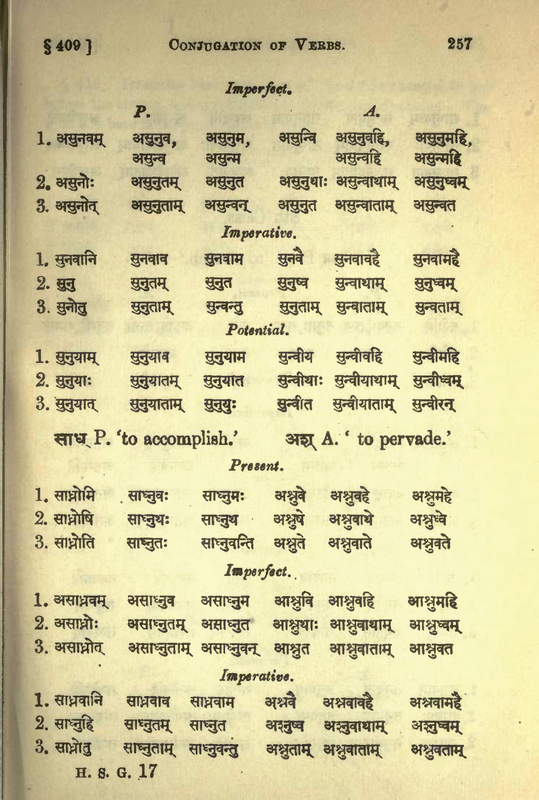 § 409 ] CONJUGATION OF VERBS. 257
Imperfect.
P. A.
1. असुनवम् असुनुव, असुनुम, असुन्वि असुनुवहि, असुनुमहि,
असुन्व असुन्म असुन्वहि असुन्महि
2. असुनोः असुनुतम् असुनुत असुनुथाः असुन्वाथाम् असुनुध्वम्
3. असुनोत् असुनुताम् असुन्वन् असुनुत असुन्वाताम् असुन्वत
Imperative.
1. सुनवानि सुनवाव सुनवाम सुनवै सुनवावहै सुनवामहै
2. सुनु सुनुतम् सुनुत सुनुष्व सुन्वाथाम् सुनुध्वम्
3. सुनोतु सुनुताम् सुन्वन्तु सुनुताम् सुन्वाताम् सुन्वताम्
Potential.
1. सुनुयाम् सुनुयाव सुनुयाम सुन्वीय सुन्वीवहि सुन्वीमहि
2. सुनुयाः सुनुयातम् सुनुयात सुन्वीथाः सुन्वीयाथाम् सुन्वीध्वम्
3. सुनुयात् सुनुयाताम् सुनुयुः सुन्वीत सुन्वीयाताम् सुन्वीरन्
साध् P. 'to accomplish.' अश् A. ' to pervade.'
Present.
1. साध्नोमि साध्नुवः साध्नुमः अश्नुवे अश्नुवहे अश्नुमहे
2. साध्नोषि साध्नुथः साध्नुथ अश्नुषे अश्नुवाथे अश्नुध्वे
3. साध्नोति साध्नुतः साध्नुवन्ति अश्नुते अश्नुवाते अश्नुवते
Imperfect.
1. असाध्नवम् असाध्नुव असाध्नुम आश्नुवि आश्नुवहि आश्नुमहि
2. असाध्नोः असाध्नुतम् असाध्नुत आश्नुथाः आश्नुवाथाम् आश्नुध्वम्
3. असाध्नोत् असाध्नुताम् असाध्नुवन् आश्नुत आश्नुवाताम् आश्नुवत
Imperative.
1. साध्नवानि साध्नवाव साध्नवाम अश्नवै अश्नवावहै अश्नवामहै
2. साध्नुहि साध्नुतम् साध्नुत अश्नुष्व अश्नुवाथाम् अश्नुध्वम्
3. साध्नोतु साध्नुताम् साध्नुवन्तु अश्नुताम् अश्नुवाताम् अश्नुवताम्
H. S. G. 17